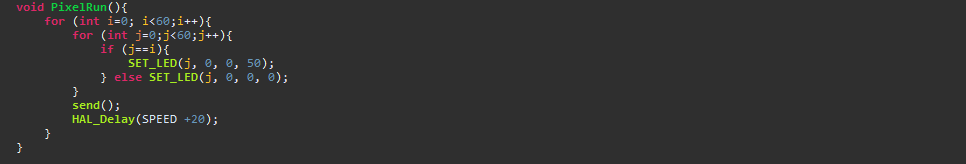 void PixelRun(){
    for (int i=0; i<60;i++){
        for (int j=0;j<60;j++){
            if (j==i){
                SET_LED(j, 0, 0, 50);
            } else SET_LED(j, 0, 0, 0);
        }
        send();
        HAL_Delay(SPEED +20);
    }
}